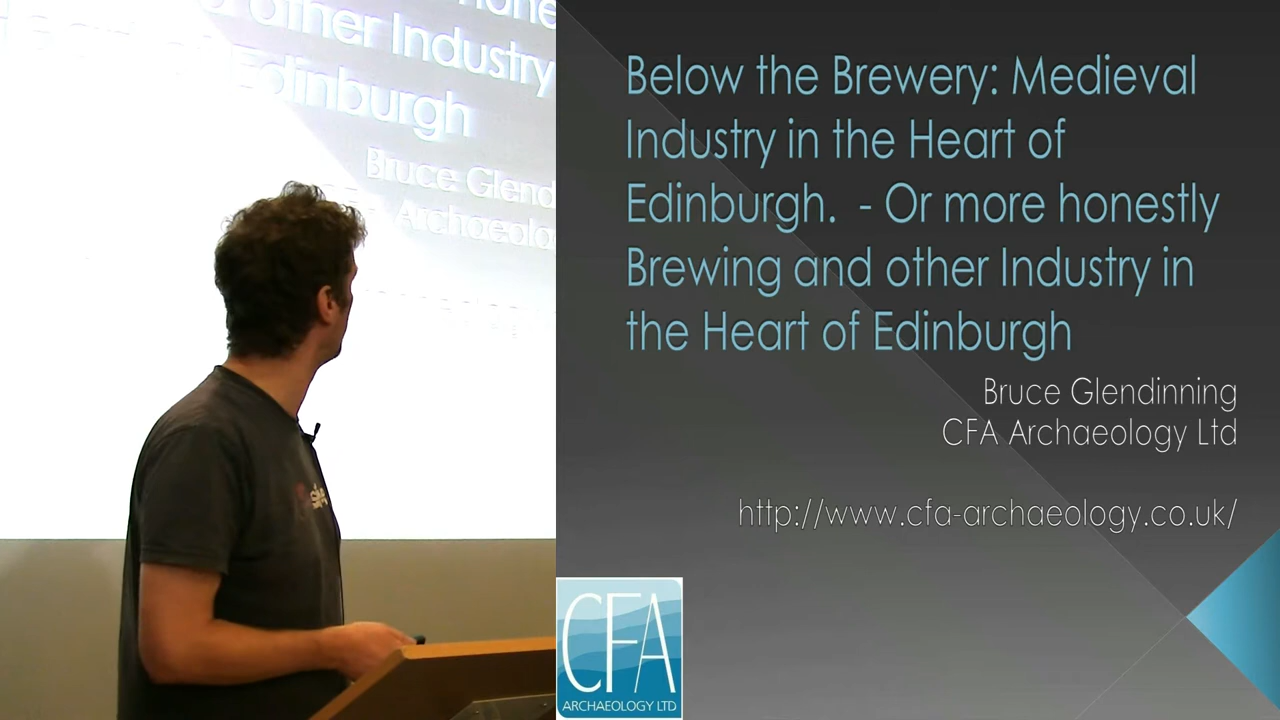 other Industry
Edinburgh
Bruce Glend
Archaeolo
Below the Brewery: Medieval
Industry in the Heart of
Edinburgh.  - Or more honestly
Brewing and other Industry in
the Heart of Edinburgh
Bruce Glendinning
CFA Archaeology Ltd
http://www.cfa-archaeology.co.uk/
CFA
ARCHAEOLOGY LTD